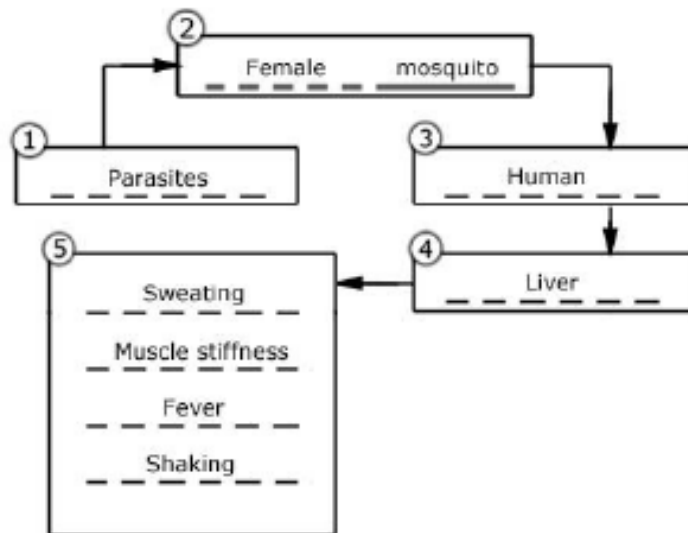 2
Female mosquito
1
Parasites
3
Human
4
Liver
5
Sweating
Muscle stiffness
Fever
Shaking